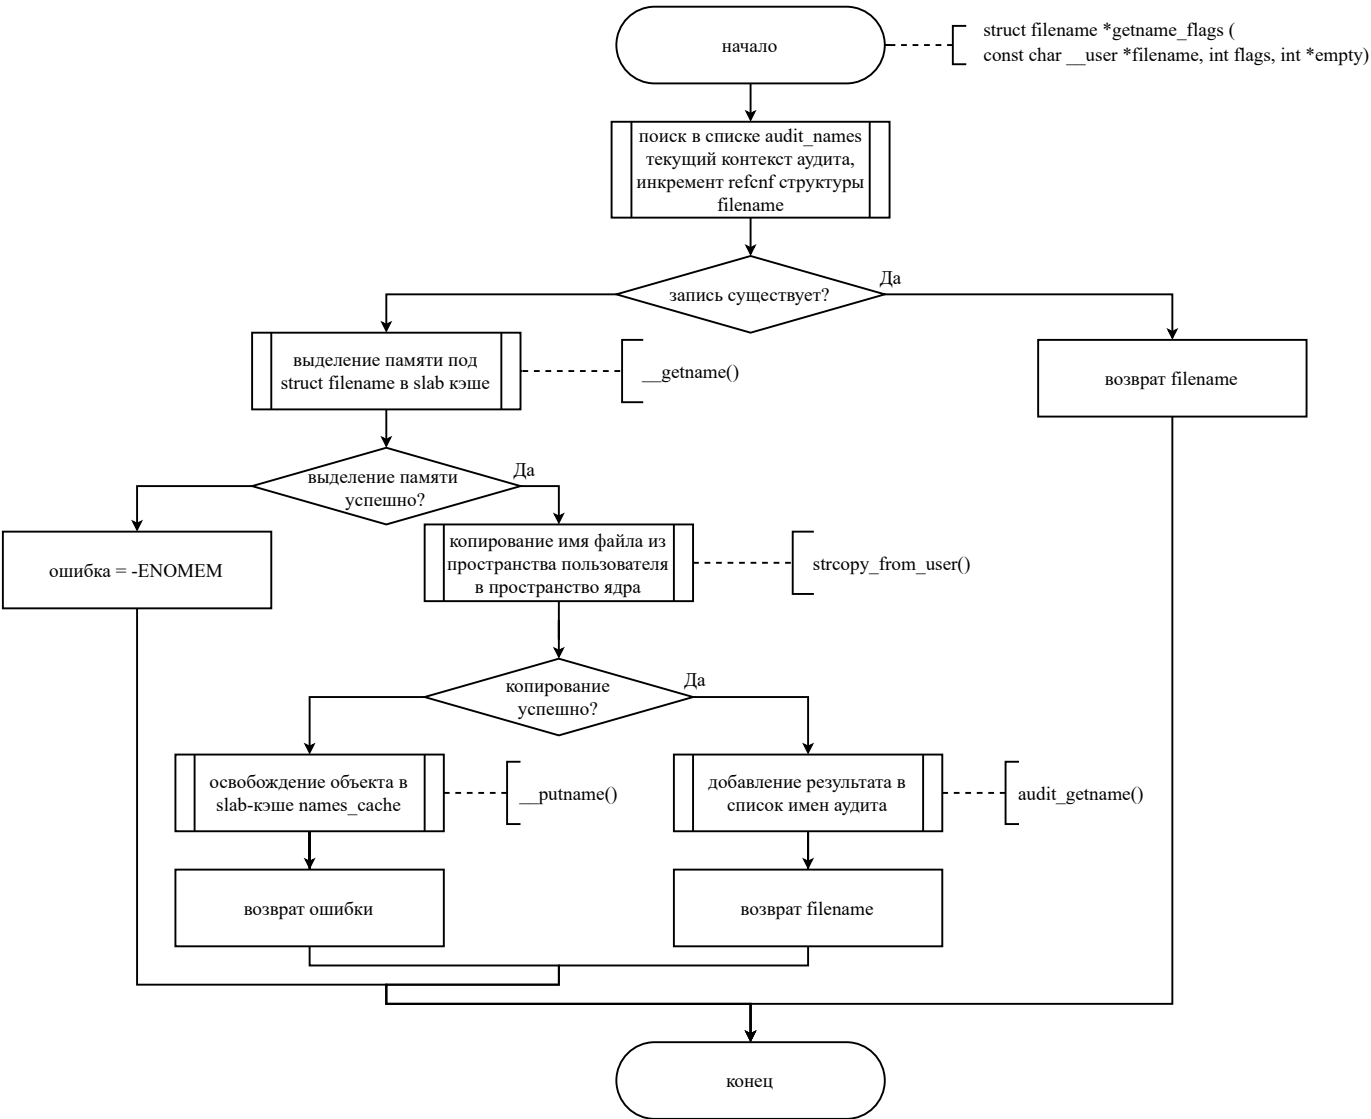 начало
struct filename *getname_flags (
const char __user *filename, int flags, int *empty)
поиск в списке audit_names
текущий контекст аудита,
инкремент refcnf структуры
filename
запись существует?
Да
выделение памяти под
struct filename в slab кэше
__getname()
возврат filename
выделение памяти
успешно?
Да
ошибка = -ENOMEM
копирование имя файла из
пространства пользователя
в пространство ядра
strcopy_from_user()
копирование
успешно?
Да
освобождение объекта в
slab-кэше names_cache
__putname()
добавление результата в
список имен аудита
audit_getname()
возврат ошибки
возврат filename
конец